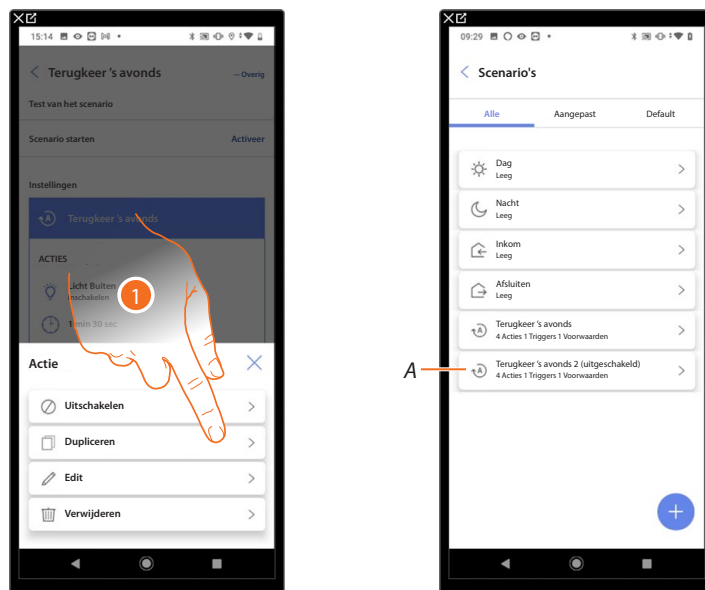 15:14
Terugkeer 's avonds
— Overig
Test van het scenario
Scenario starten
Activeer
Instellingen
Terugkeer 's avonds
ACTIES
Licht Buiten
Inschakelen
1 min 30 sec
1
Actie
Uitschakelen
Dupliceren
Edit
Verwijderen
09:29
Scenario's
Alle
Aangepast
Default
Dag
Leeg
Nacht
Leeg
Inkom
Leeg
Afsluiten
Leeg
Terugkeer 's avonds
4 Acties 1 Triggers 1 Voorwaarden
A
Terugkeer 's avonds 2 (uitgeschakeld)
4 Acties 1 Triggers 1 Voorwaarden